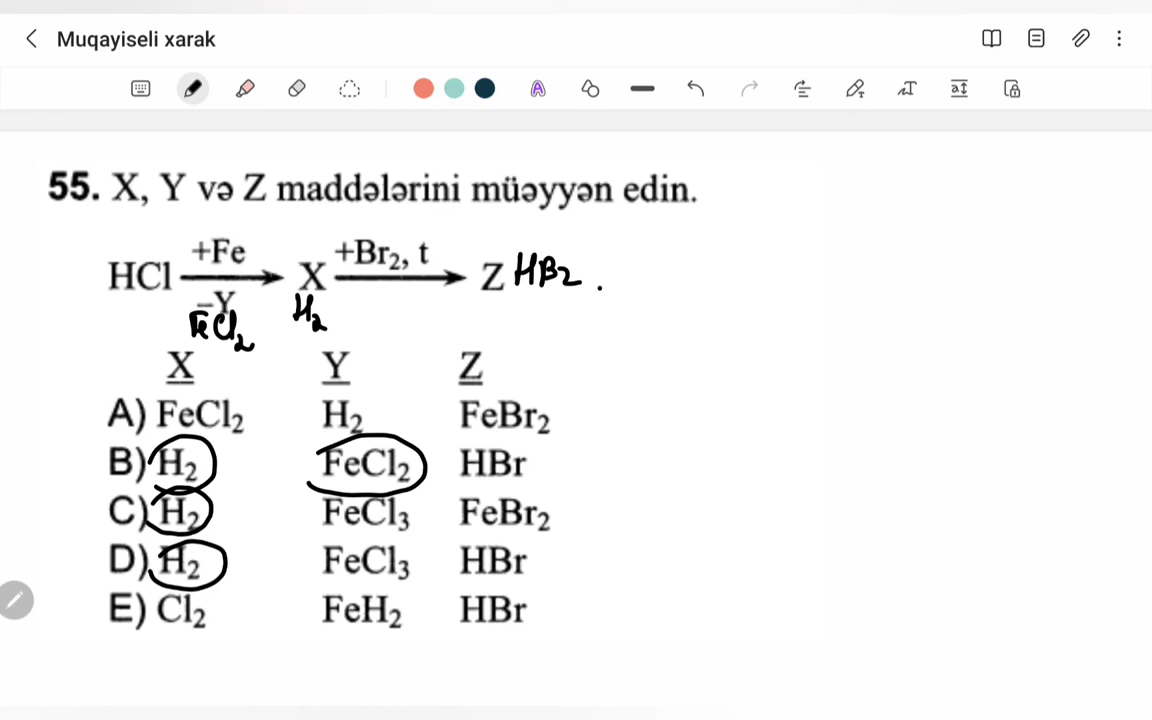 Muqayiseli xarak
55. X, Y və Z maddələrini müəyyən edin.
HCl +Fe −Y X +Br₂, t Z HBr .
FeCl₂ H₂
X Y Z
A) FeCl₂ H₂ FeBr₂
B) H₂ FeCl₂ HBr
C) H₂ FeCl₃ FeBr₂
D) H₂ FeCl₃ HBr
E) Cl₂ FeH₂ HBr